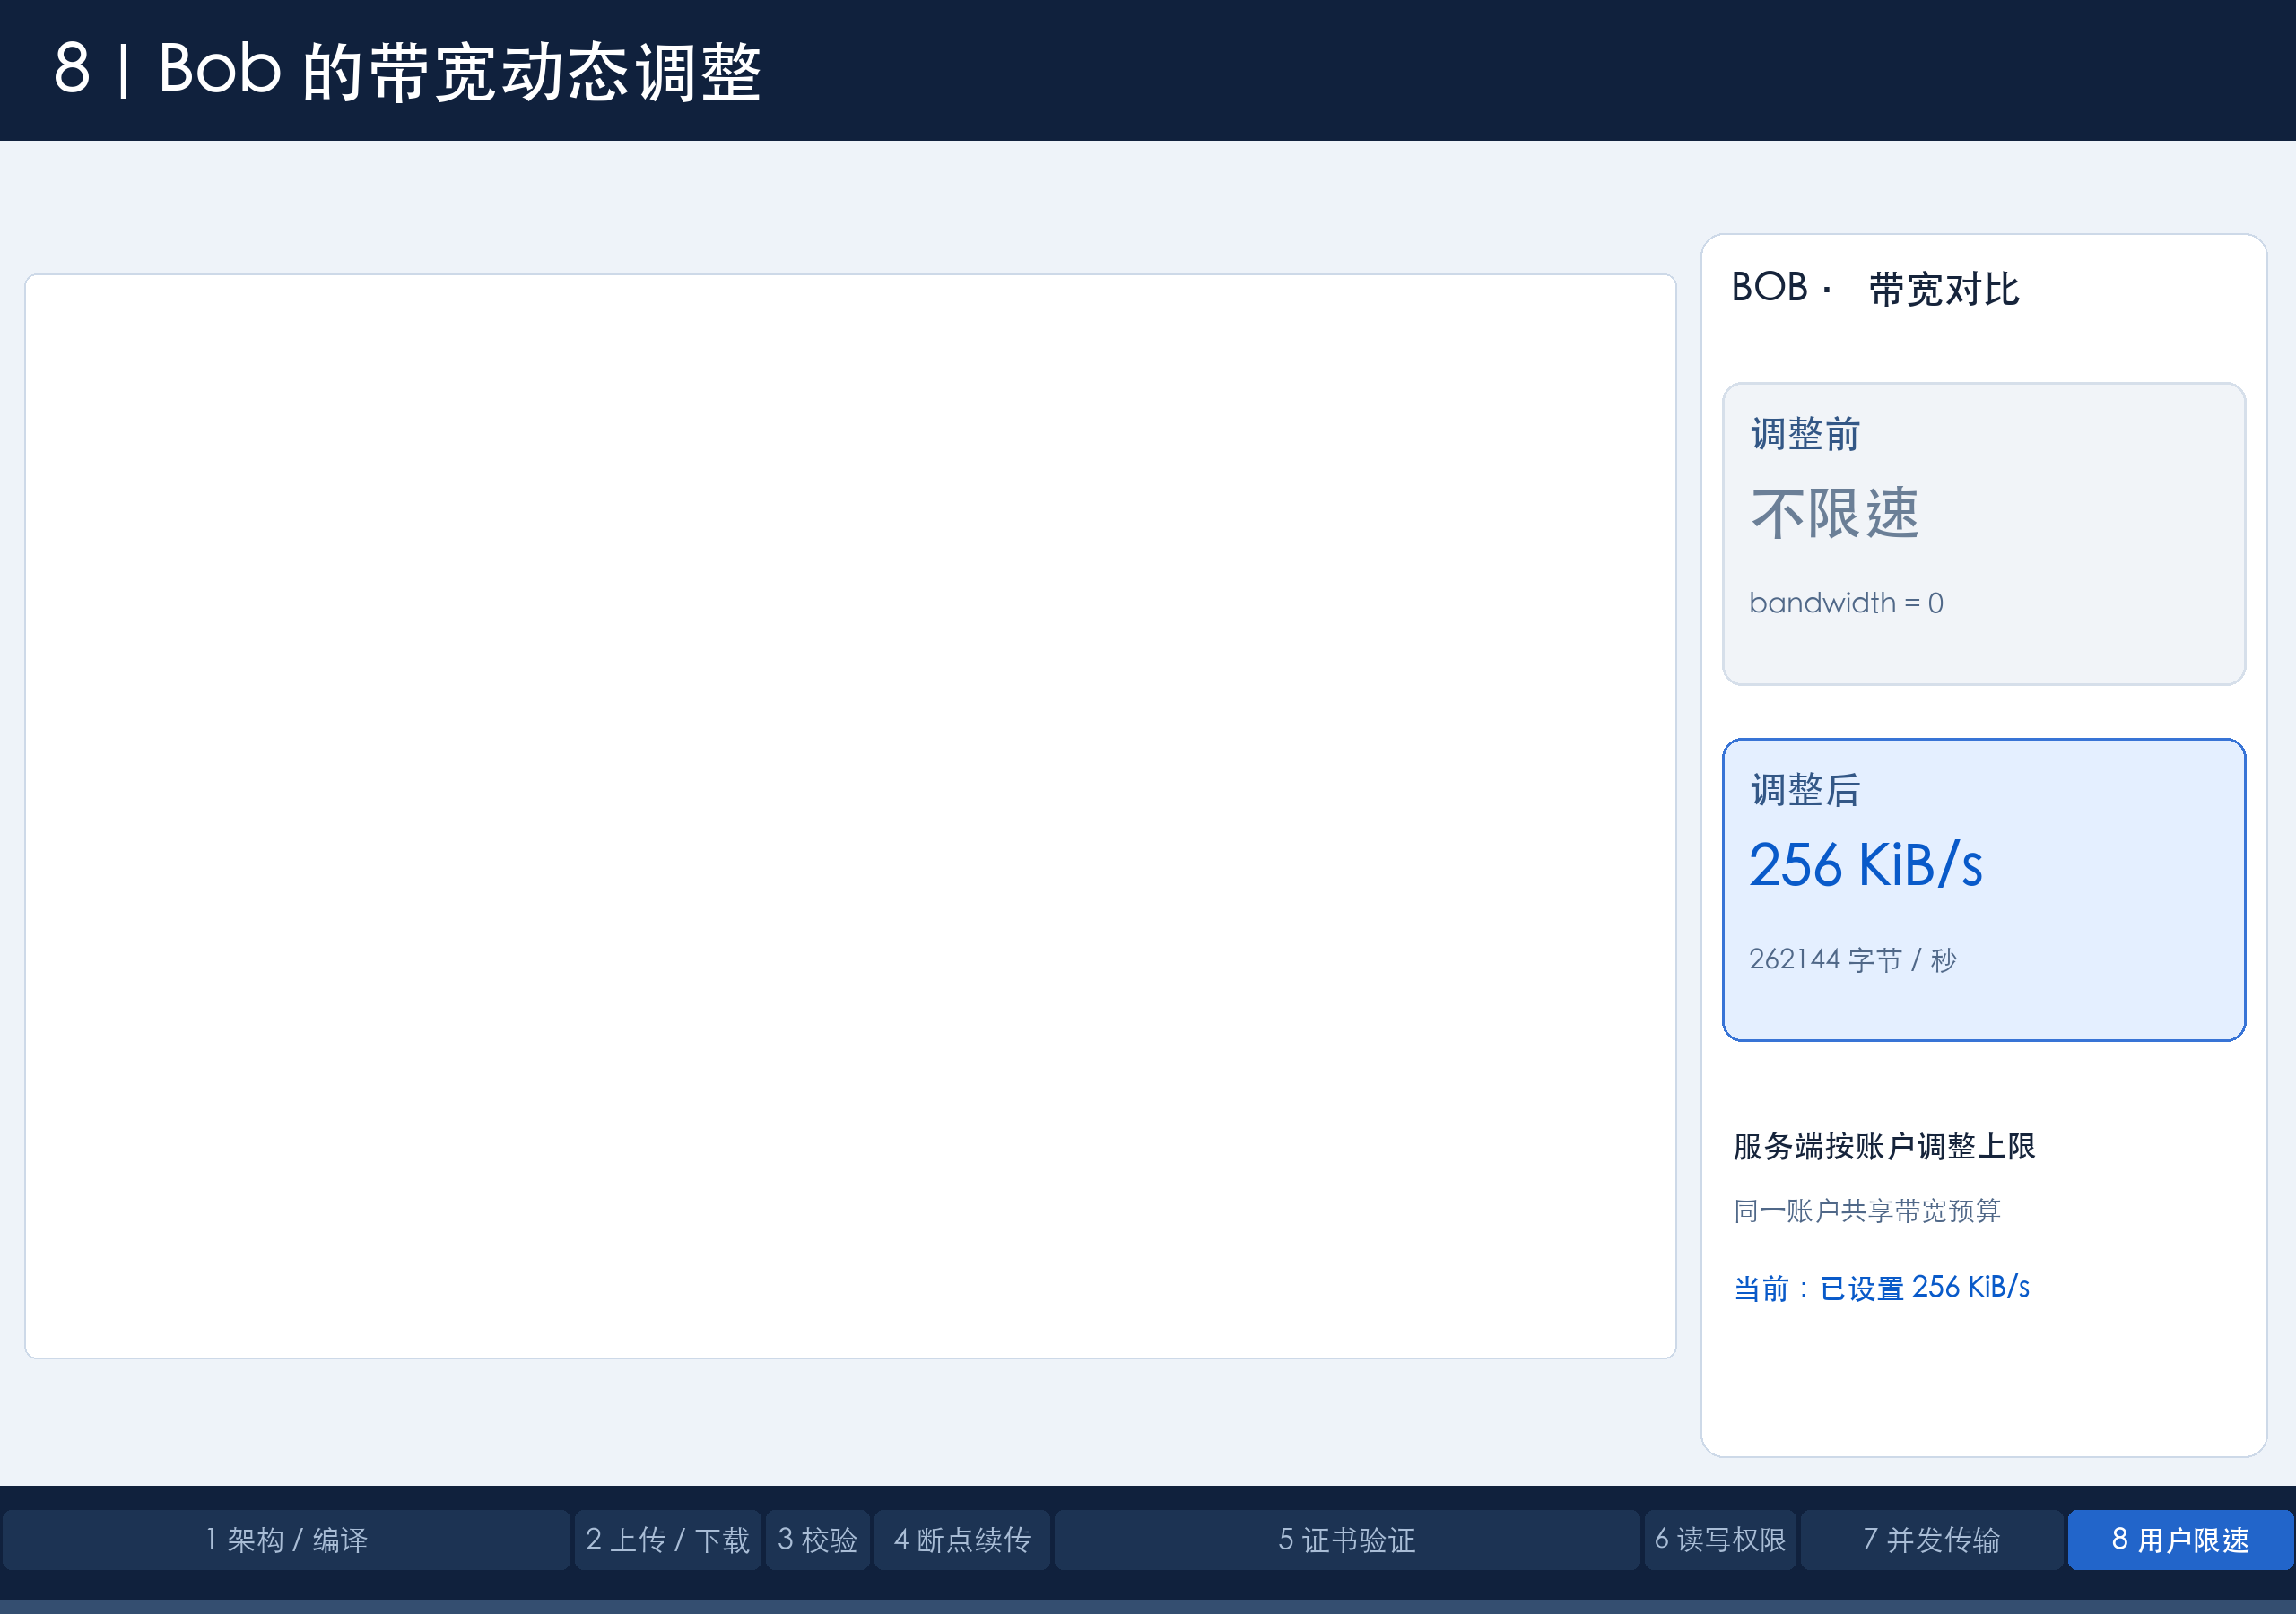 8 | Bob 的带宽动态调整
BOB · 带宽对比
调整前
不限速
bandwidth = 0
调整后
256 KiB/s
262144 字节 / 秒
服务端按账户调整上限
同一账户共享带宽预算
当前：已设置 256 KiB/s
1 架构 / 编译
2 上传 / 下载
3 校验
4 断点续传
5 证书验证
6 读写权限
7 并发传输
8 用户限速